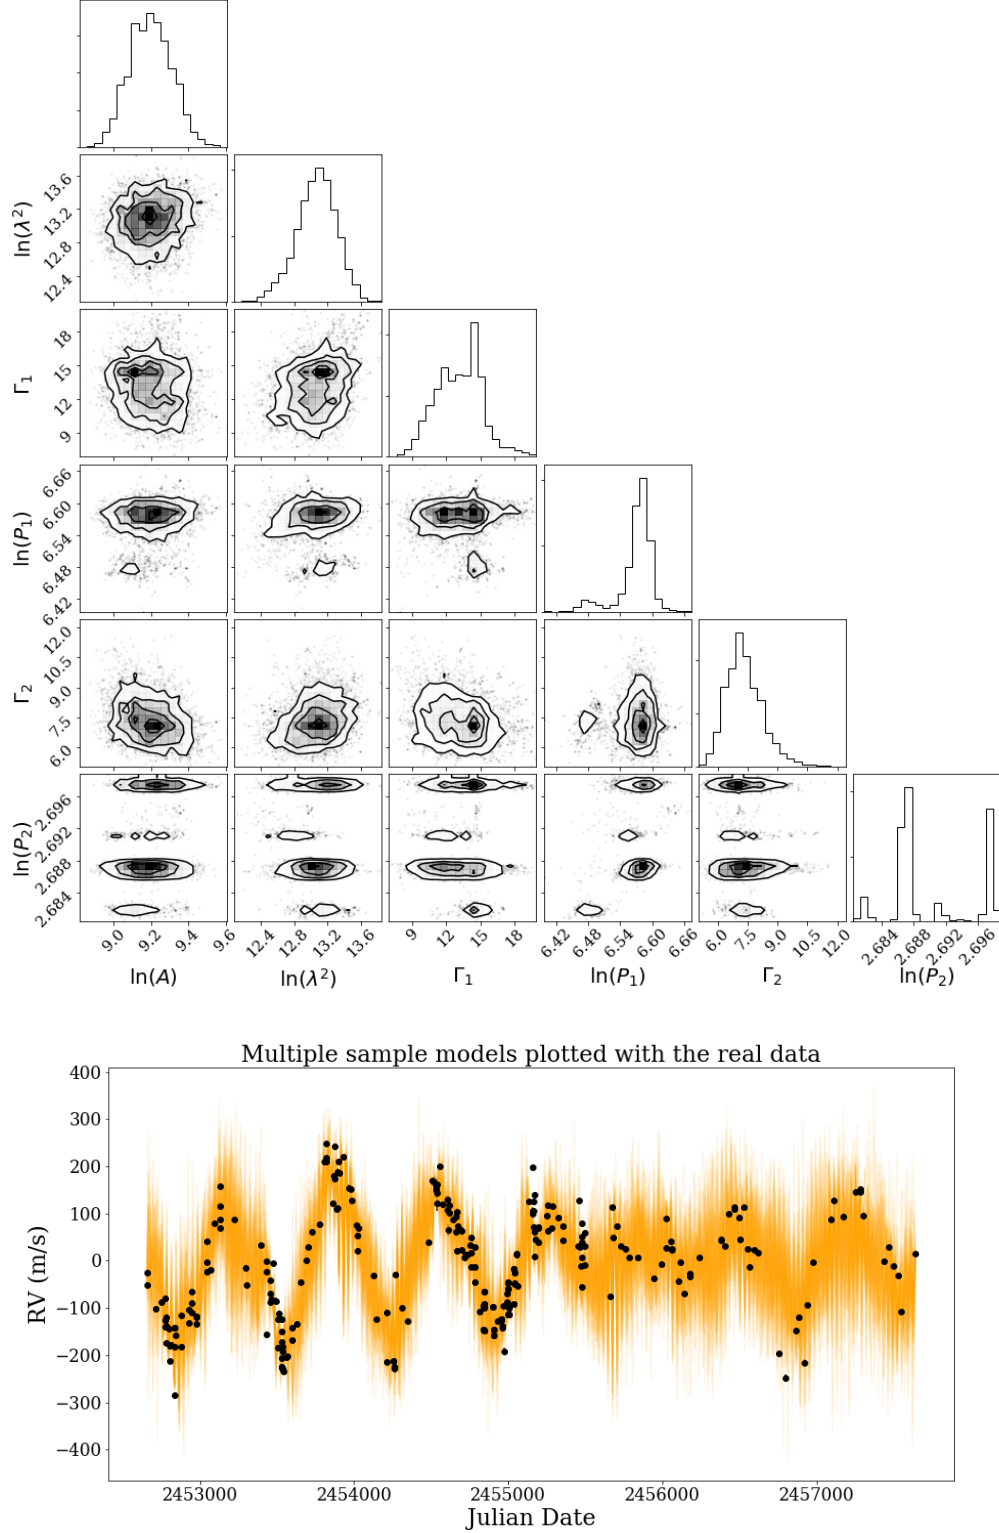 ln(λ²)
13.6
13.2
12.8
12.4
Γ₁
18
15
12
9
ln(P₁)
6.66
6.60
6.54
6.48
6.42
Γ₂
12.0
10.5
9.0
7.5
6.0
ln(P₂)
2.696
2.692
2.688
2.684
9.0 9.2 9.4 9.6 12.4 12.8 13.2 13.6 9 12 15 18 6.42 6.48 6.54 6.60 6.66 6.0 7.5 9.0 10.5 12.0 2.684 2.688 2.692 2.696
ln(A) ln(λ²) Γ₁ ln(P₁) Γ₂ ln(P₂)
Multiple sample models plotted with the real data
RV (m/s)
400
300
200
100
0
−100
−200
−300
−400
2453000 2454000 2455000 2456000 2457000
Julian Date